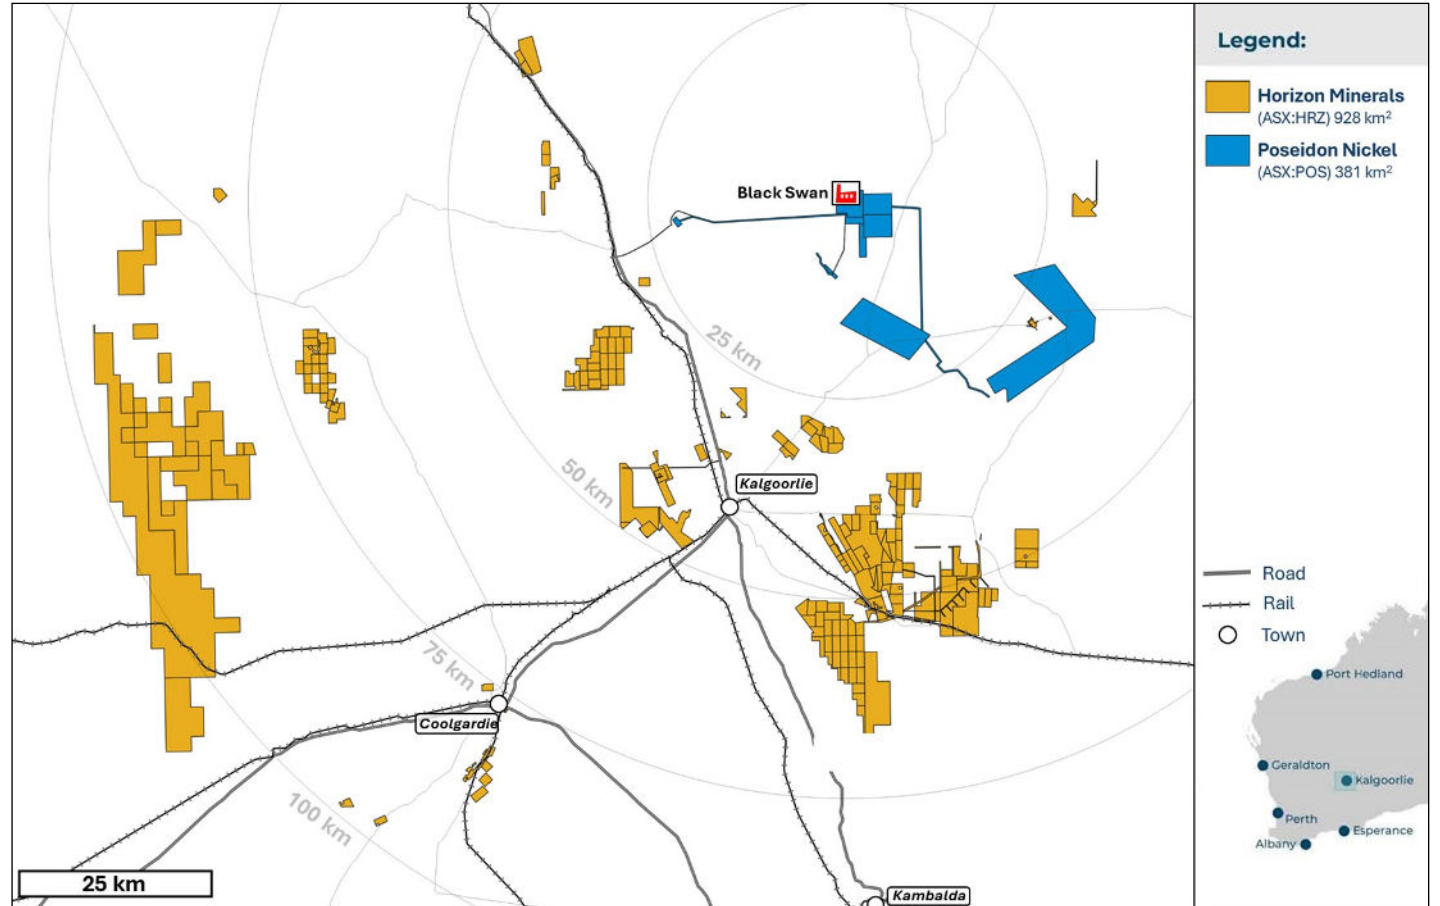 Legend:
Horizon Minerals
(ASX:HRZ) 928 km²
Poseidon Nickel
(ASX:POS) 381 km²
Black Swan
25 km
50 km
Kalgoorlie
75 km
Coolgardie
100 km
25 km
Kambalda
Road
Rail
Town
Port Hedland
Geraldton
Kalgoorlie
Perth
Esperance
Albany